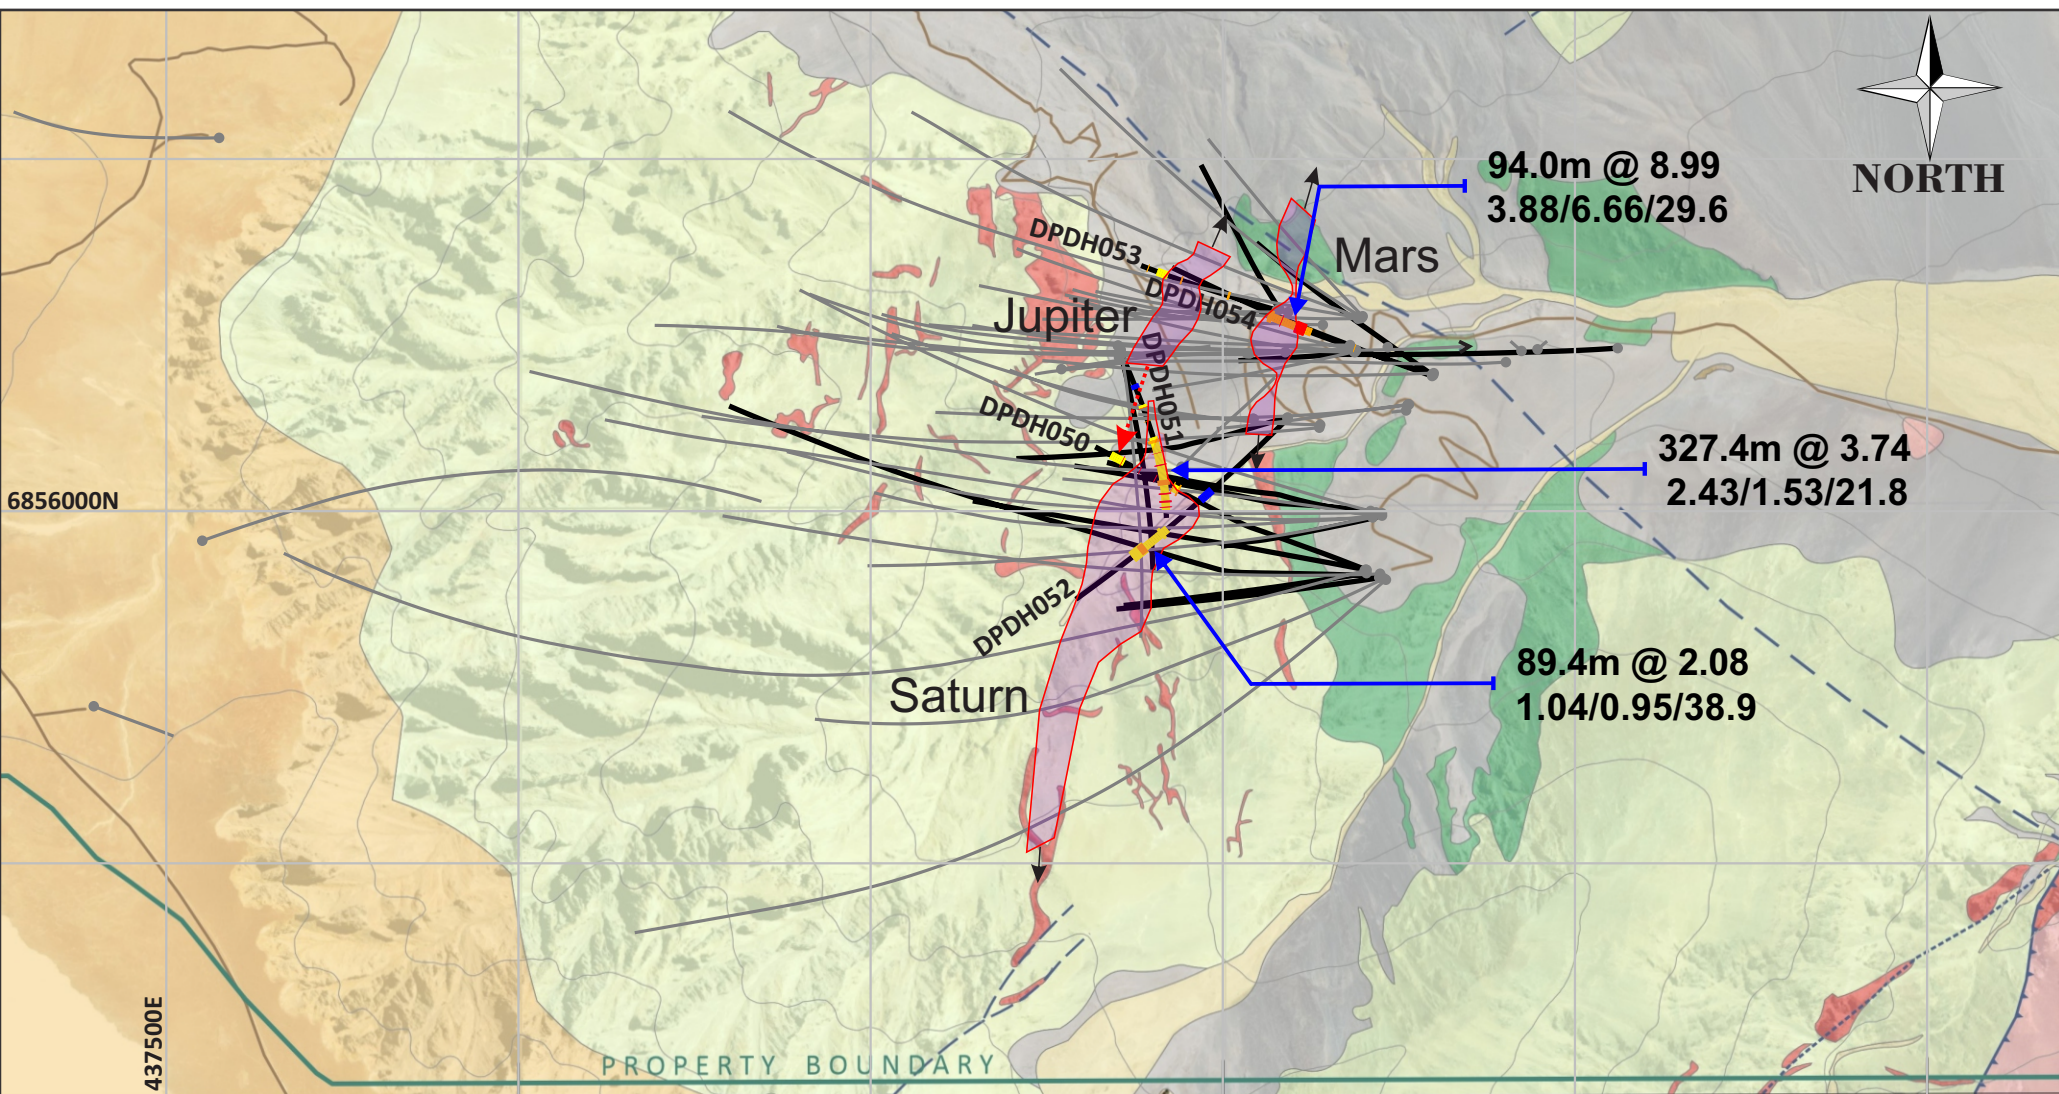 94.0m @ 8.99
3.88/6.66/29.6
NORTH
DPDH053
Mars
DPDH054
Jupiter
DPDH051
DPDH050
327.4m @ 3.74
2.43/1.53/21.8
6856000N
DPDH052
Saturn
89.4m @ 2.08
1.04/0.95/38.9
437500E
PROPERTY BOUNDARY